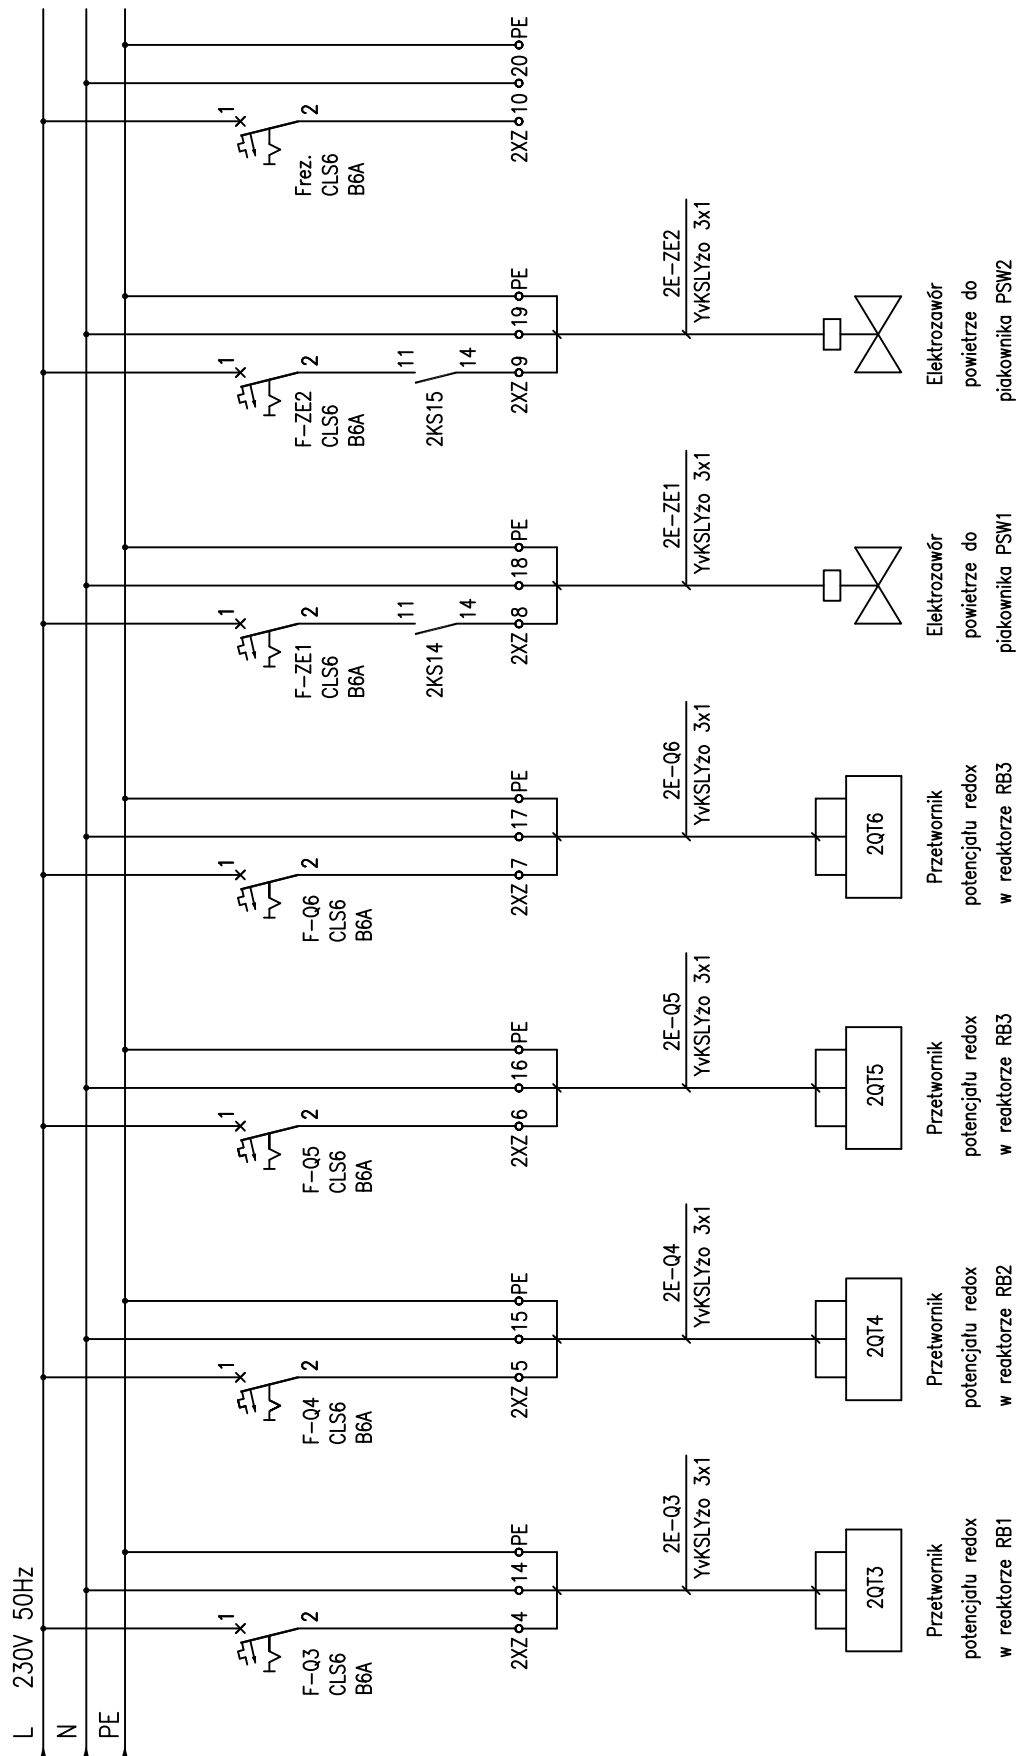 L 230V 50Hz
N
PE
1
2
F-Q3
CLS6
B6A
2XZ 4 14 PE
2E-Q3
YvKSLYżo 3x1
2QT3
Przetwornik
potencjału redox
w reaktorze RB1
1
2
F-Q4
CLS6
B6A
2XZ 5 15 PE
2E-Q4
YvKSLYżo 3x1
2QT4
Przetwornik
potencjału redox
w reaktorze RB2
1
2
F-Q5
CLS6
B6A
2XZ 6 16 PE
2E-Q5
YvKSLYżo 3x1
2QT5
Przetwornik
potencjału redox
w reaktorze RB3
1
2
F-Q6
CLS6
B6A
2XZ 7 17 PE
2E-Q6
YvKSLYżo 3x1
2QT6
Przetwornik
potencjału redox
w reaktorze RB3
1
2
F-ZE1
CLS6
B6A
11
2KS14
14
2XZ 8 18 PE
2E-ZE1
YvKSLYżo 3x1
Elektrozawór
powietrze do
piakownika PSW1
1
2
F-ZE2
CLS6
B6A
11
2KS15
14
2XZ 9 19 PE
2E-ZE2
YvKSLYżo 3x1
Elektrozawór
powietrze do
piakownika PSW2
1
2
Frez.
CLS6
B6A
2XZ 10 20 PE